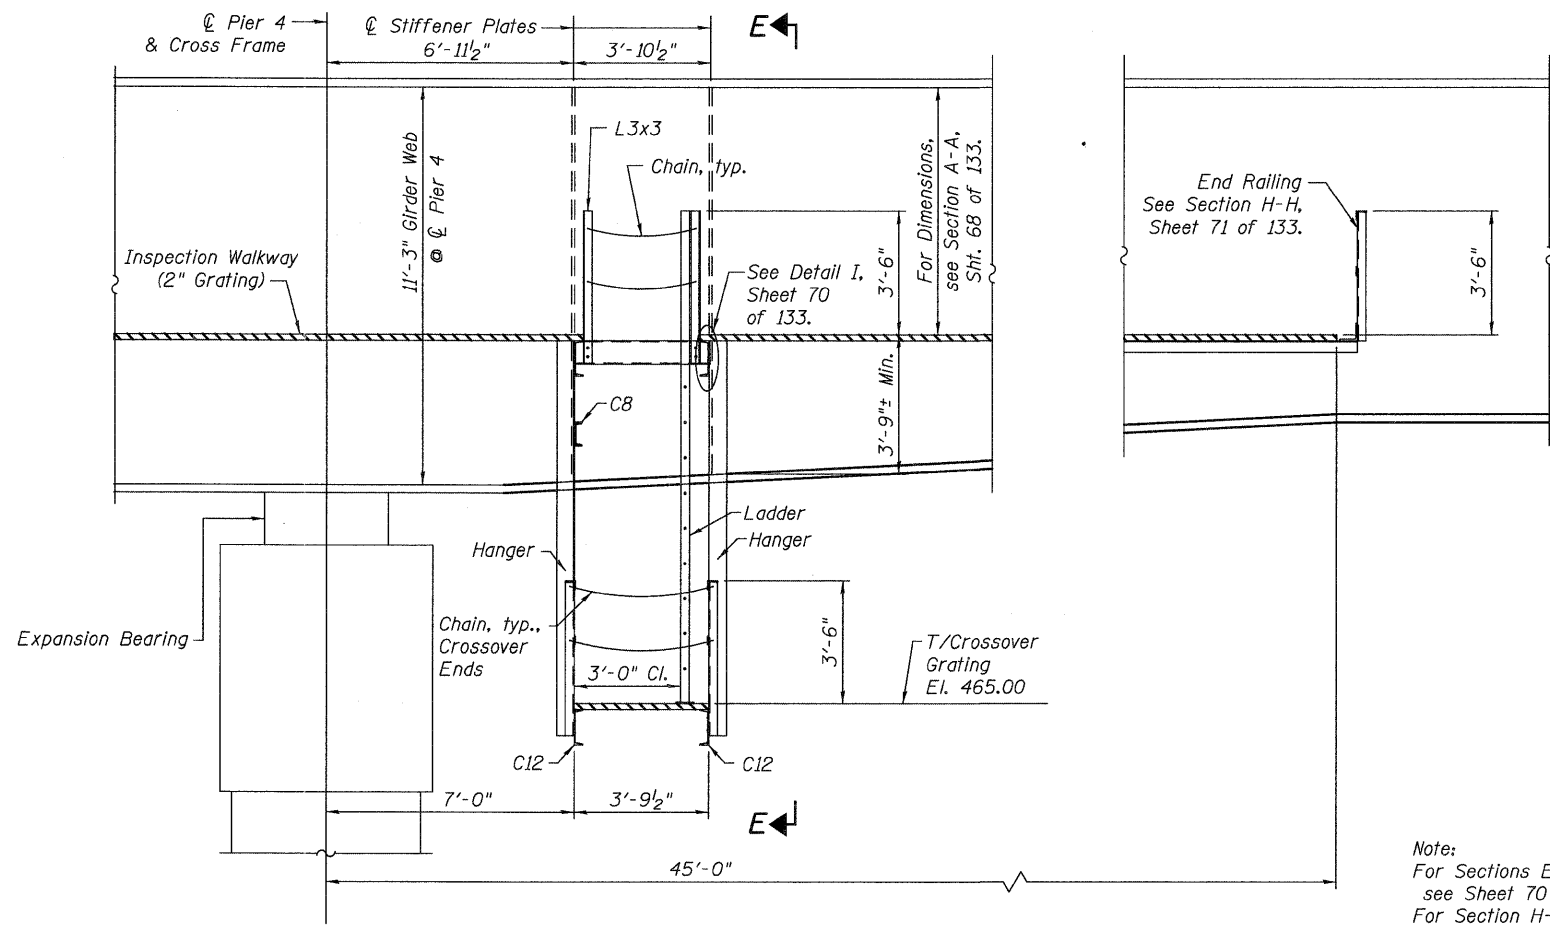 ℄ Pier 4
& Cross Frame
℄ Stiffener Plates
6'-11½"
3'-10½"
E
L3x3
Chain, typ.
11'-3" Girder Web
@ ℄ Pier 4
For Dimensions,
see Section A-A,
Sht. 68 of 133.
End Railing
See Section H-H,
Sheet 71 of 133.
Inspection Walkway
(2" Grating)
See Detail I,
Sheet 70
of 133.
3'-6"
3'-6"
C8
3'-9"± Min.
Ladder
Hanger
Hanger
Expansion Bearing
Chain, typ.,
Crossover
Ends
3'-6"
T/Crossover
Grating
El. 465.00
3'-0" Cl.
C12
C12
7'-0"
3'-9½"
E
45'-0"
Note:
For Sections E
see Sheet 70
For Section H-